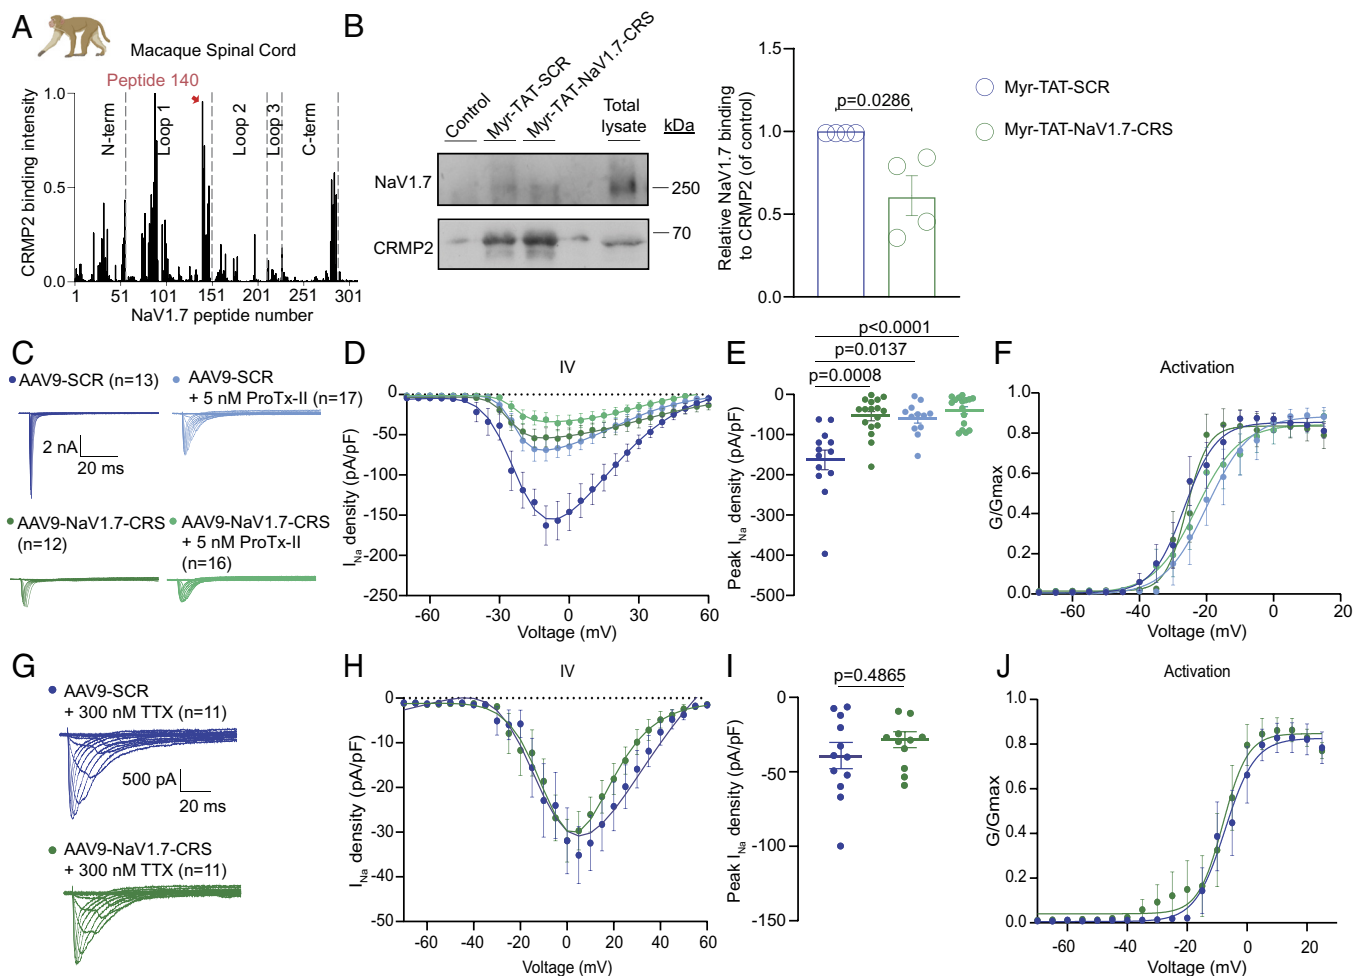 A
Macaque Spinal Cord
Peptide 140
CRMP2 binding intensity
1.0
0.5
0.0
N-term
Loop 1
Loop 2
Loop 3
C-term
1 51 101 151 201 251 301
NaV1.7 peptide number
B
Control
Myr-TAT-SCR
Myr-TAT-NaV1.7-CRS
Total
lysate
kDa
NaV1.7
250
CRMP2
70
Relative NaV1.7 binding
to CRMP2 (of control)
1.5
1.0
0.5
0.0
p=0.0286
Myr-TAT-SCR
Myr-TAT-NaV1.7-CRS
C
AAV9-SCR (n=13)
AAV9-SCR
+ 5 nM ProTx-II (n=17)
2 nA
20 ms
AAV9-NaV1.7-CRS
(n=12)
AAV9-NaV1.7-CRS
+ 5 nM ProTx-II
(n=16)
D
IV
INa density (pA/pF)
0
-50
-100
-150
-200
-250
-60 -30 0 30 60
Voltage (mV)
E
p<0.0001
p=0.0137
p=0.0008
Peak INa density (pA/pF)
0
-100
-200
-300
-400
-500
F
Activation
G/Gmax
1.0
0.8
0.6
0.4
0.2
0.0
-60 -40 -20 0 20
Voltage (mV)
G
AAV9-SCR
+ 300 nM TTX (n=11)
500 pA
20 ms
AAV9-NaV1.7-CRS
+ 300 nM TTX (n=11)
H
IV
INa density (pA/pF)
0
-10
-20
-30
-40
-50
-60 -40 -20 0 20 40 60
Voltage (mV)
I
p=0.4865
Peak INa density (pA/pF)
0
-50
-100
-150
J
Activation
G/Gmax
1.0
0.8
0.6
0.4
0.2
0.0
-60 -40 -20 0 20
Voltage (mV)